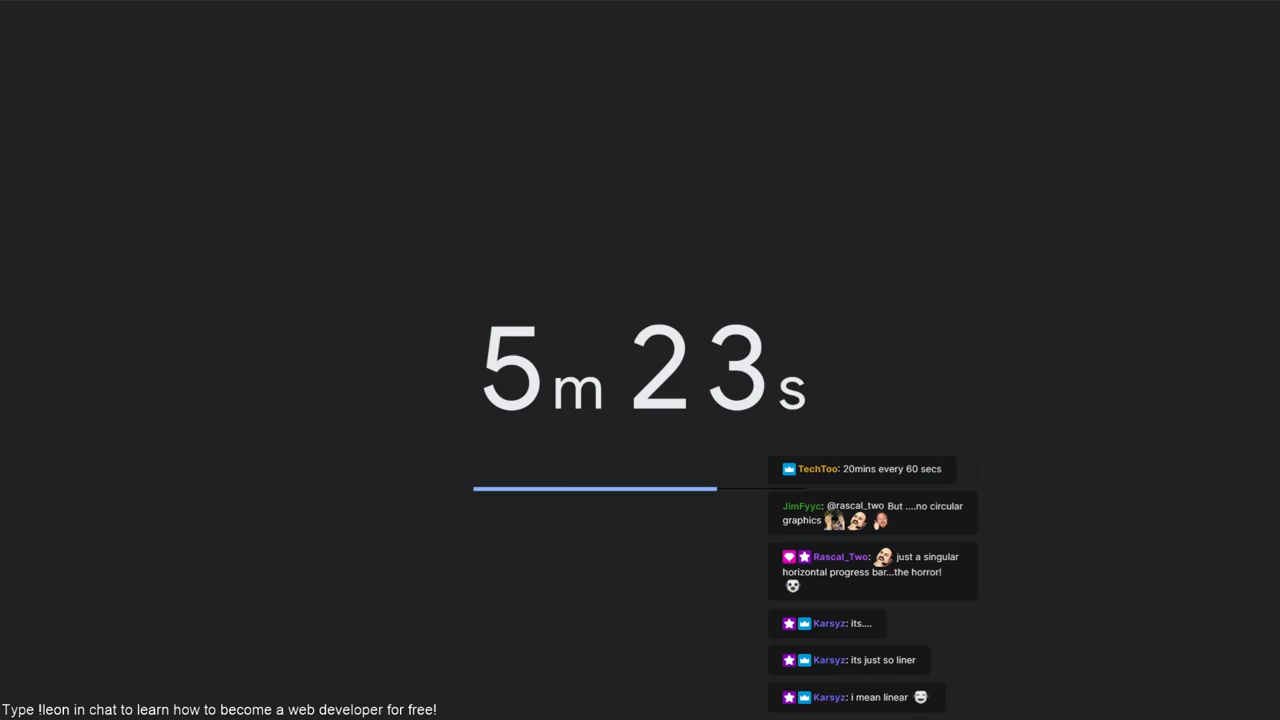 5m 23s
TechToo: 20mins every 60 secs
JimFyyc: @rascal_two But ....no circular
graphics
Rascal_Two: just a singular
horizontal progress bar...the horror!
Karsyz: its....
Karsyz: its just so liner
Karsyz: i mean linear
Type !leon in chat to learn how to become a web developer for free!